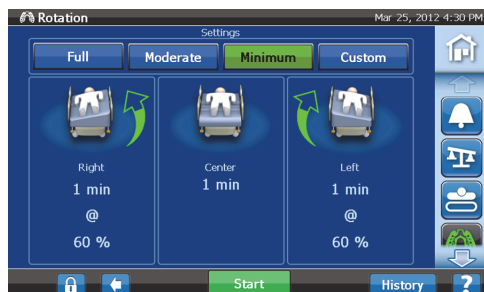 Rotation Mar 25, 2012 4:30 PM
Settings
Full Moderate Minimum Custom
Right Center Left
1 min 1 min 1 min
@ @
60 % 60 %
Start History ?